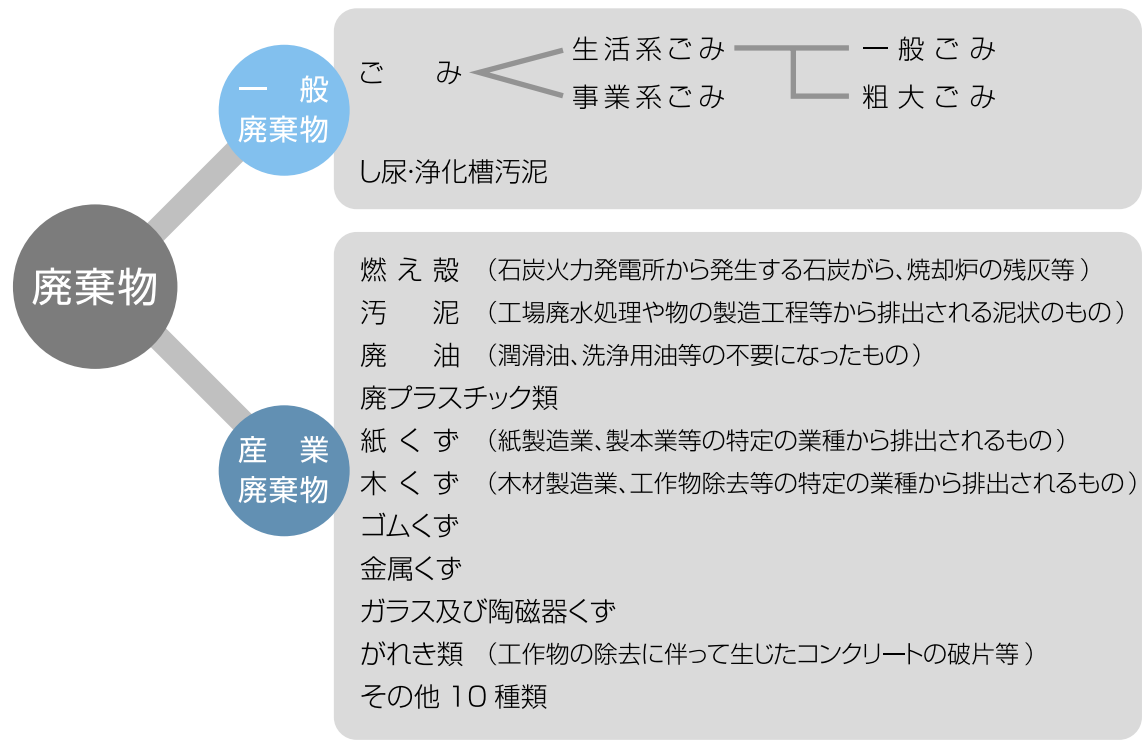 廃棄物
一般
廃棄物
ごみ
生活系ごみ
一般ごみ
事業系ごみ
粗大ごみ
し尿・浄化槽汚泥
産業
廃棄物
燃え殻 （石炭火力発電所から発生する石炭がら、焼却炉の残灰等）
汚泥 （工場廃水処理や物の製造工程等から排出される泥状のもの）
廃油 （潤滑油、洗浄用油等の不要になったもの）
廃プラスチック類
紙くず （紙製造業、製本業等の特定の業種から排出されるもの）
木くず （木材製造業、工作物除去等の特定の業種から排出されるもの）
ゴムくず
金属くず
ガラス及び陶磁器くず
がれき類 （工作物の除去に伴って生じたコンクリートの破片等）
その他 10 種類